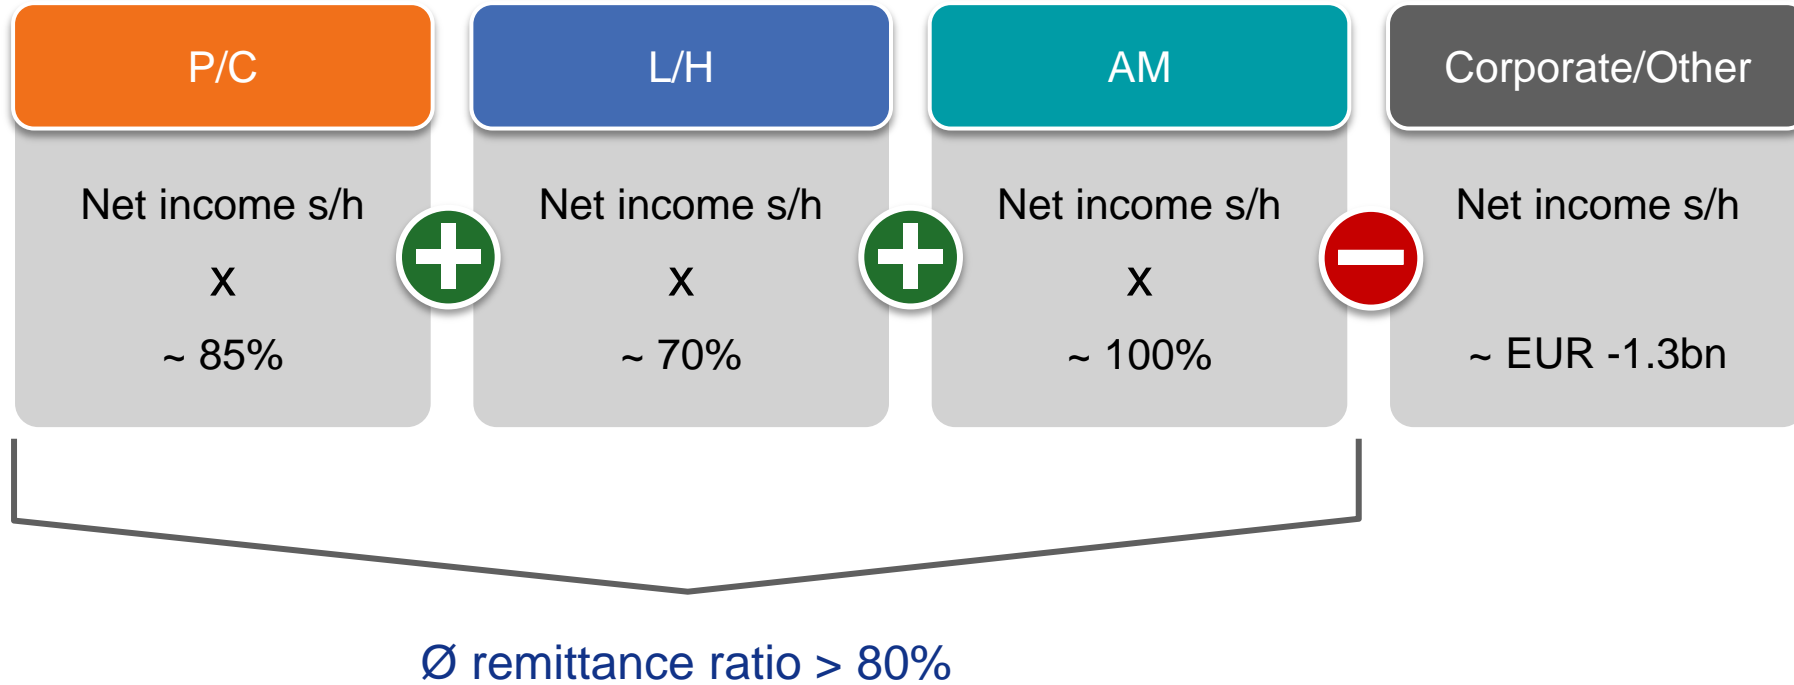 P/C
Net income s/h
x
~ 85%
L/H
Net income s/h
x
~ 70%
AM
Net income s/h
x
~ 100%
Corporate/Other
Net income s/h
~ EUR -1.3bn
Ø remittance ratio > 80%